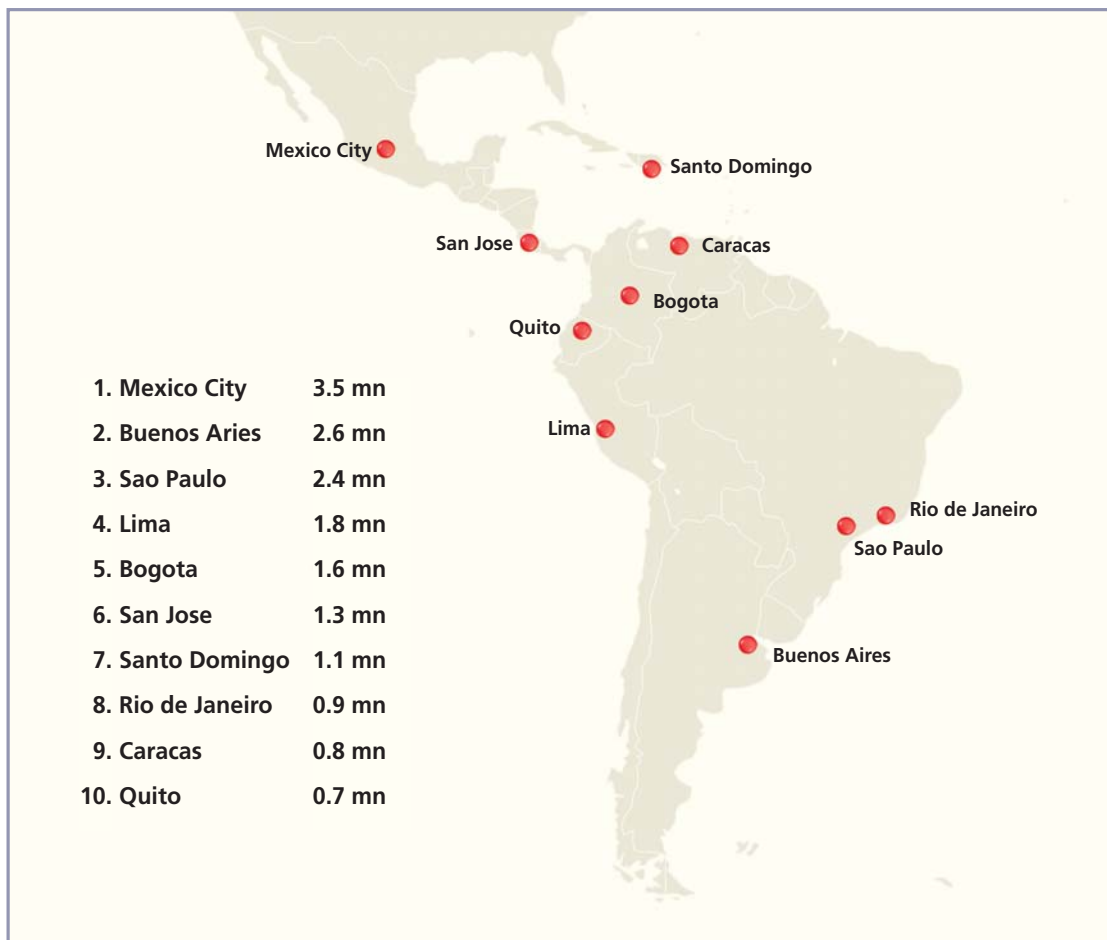 Mexico City
Santo Domingo
San Jose
Caracas
Bogota
Quito
Lima
Rio de Janeiro
Sao Paulo
Buenos Aires
1. Mexico City 3.5 mn
2. Buenos Aries 2.6 mn
3. Sao Paulo 2.4 mn
4. Lima 1.8 mn
5. Bogota 1.6 mn
6. San Jose 1.3 mn
7. Santo Domingo 1.1 mn
8. Rio de Janeiro 0.9 mn
9. Caracas 0.8 mn
10. Quito 0.7 mn